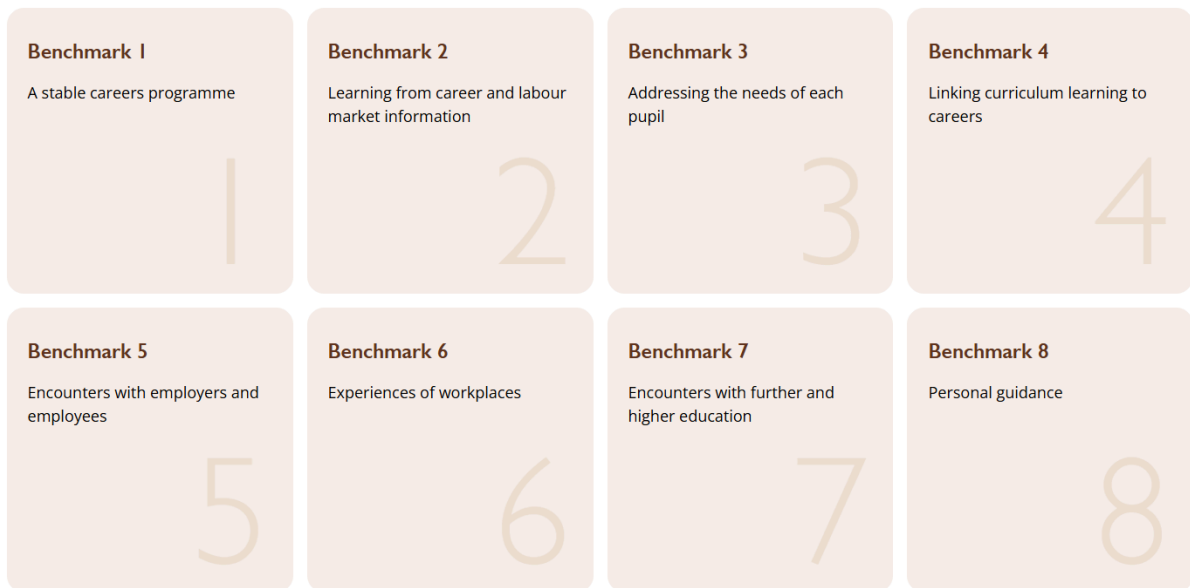 Benchmark 1
A stable careers programme
1
Benchmark 2
Learning from career and labour
market information
2
Benchmark 3
Addressing the needs of each
pupil
3
Benchmark 4
Linking curriculum learning to
careers
4
Benchmark 5
Encounters with employers and
employees
5
Benchmark 6
Experiences of workplaces
6
Benchmark 7
Encounters with further and
higher education
7
Benchmark 8
Personal guidance
8